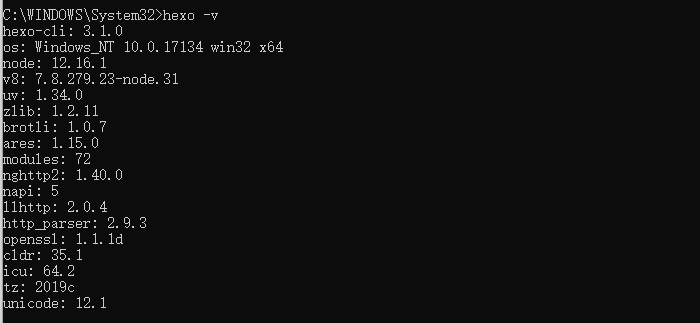 C:\WINDOWS\System32>hexo -v
hexo-cli: 3.1.0
os: Windows_NT 10.0.17134 win32 x64
node: 12.16.1
v8: 7.8.279.23-node.31
uv: 1.34.0
zlib: 1.2.11
brotli: 1.0.7
ares: 1.15.0
modules: 72
nghttp2: 1.40.0
napi: 5
llhttp: 2.0.4
http_parser: 2.9.3
openssl: 1.1.1d
cldr: 35.1
icu: 64.2
tz: 2019c
unicode: 12.1